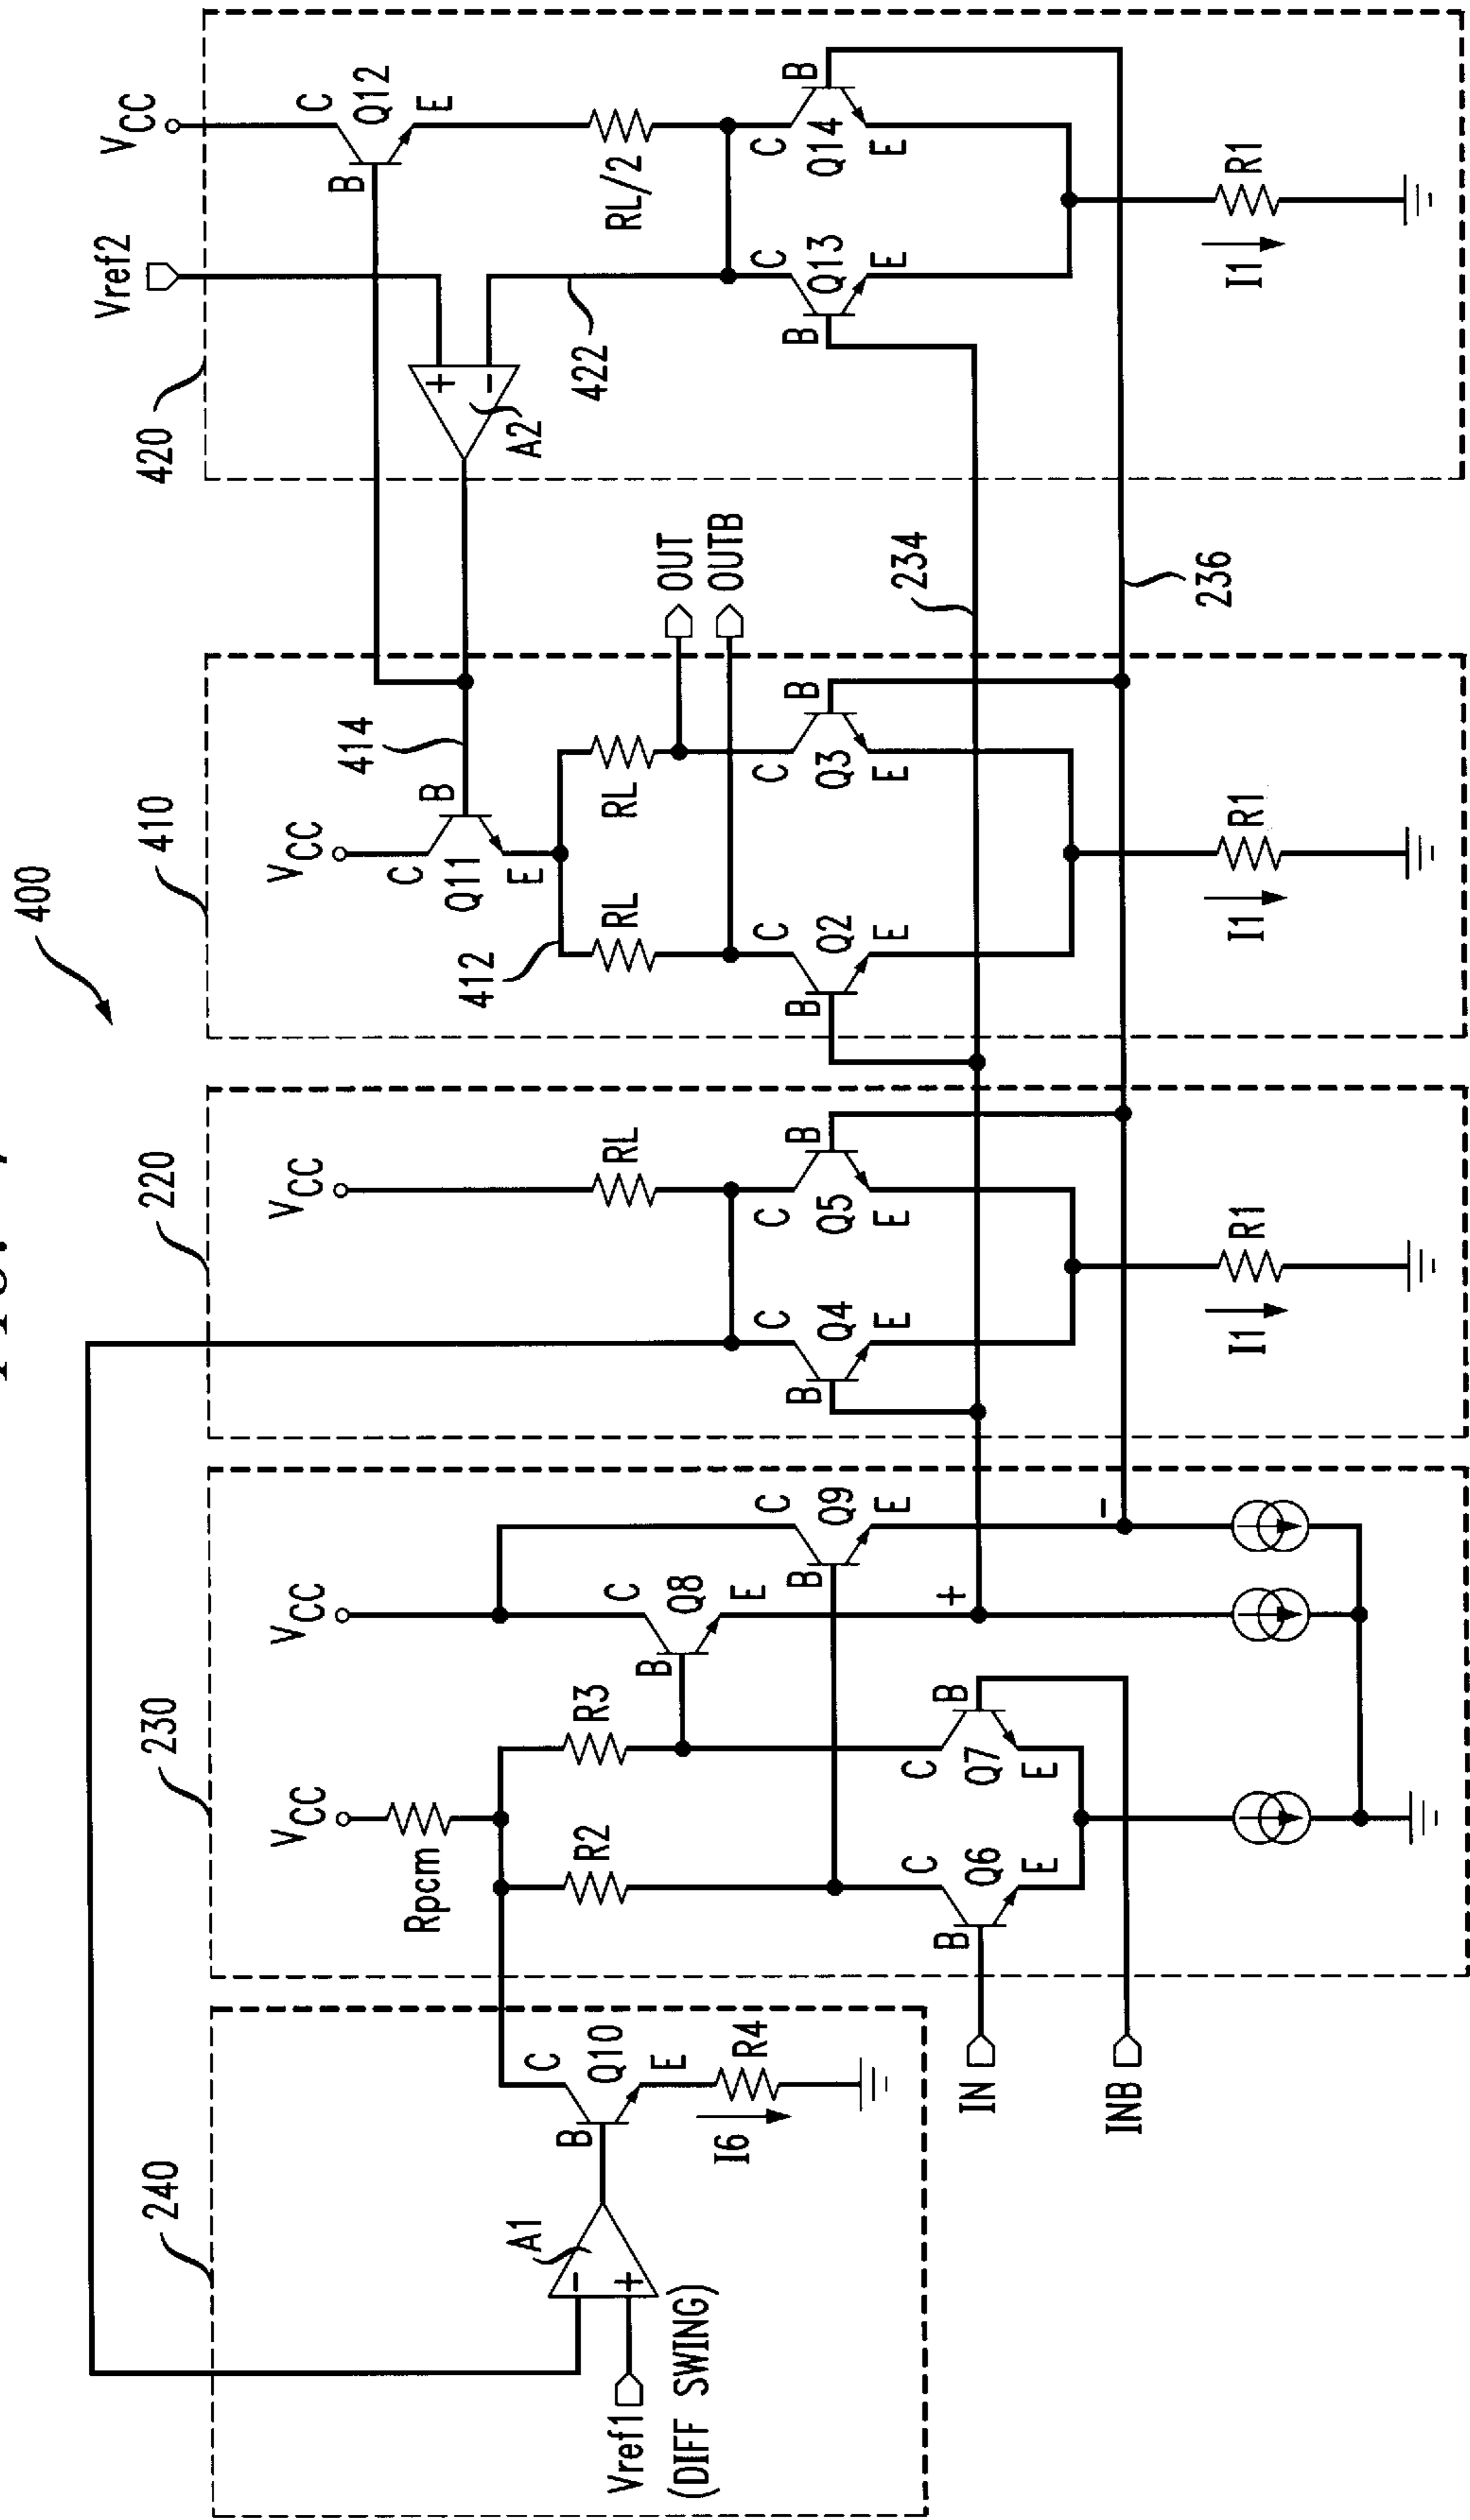 400
240
A1
Vref1
(DIFF SWING)
-
+
B
C
Q10
E
I6
R4
IN
INB
230
VCC
Rpcm
R2
R3
VCC
B
C
Q8
E
B
C
Q9
E
+
-
B
C
Q6
E
B
C
Q7
E
220
VCC
RL
B
C
Q4
E
B
C
Q5
E
I1
R1
410
VCC
414
C
B
Q11
E
412
RL
RL
OUT
OUTB
B
C
Q2
E
B
C
Q3
E
234
236
I1
R1
420
Vref2
VCC
C
B
Q12
E
+
-
A2
422
RL/2
B
C
Q13
E
B
C
Q14
E
I1
R1